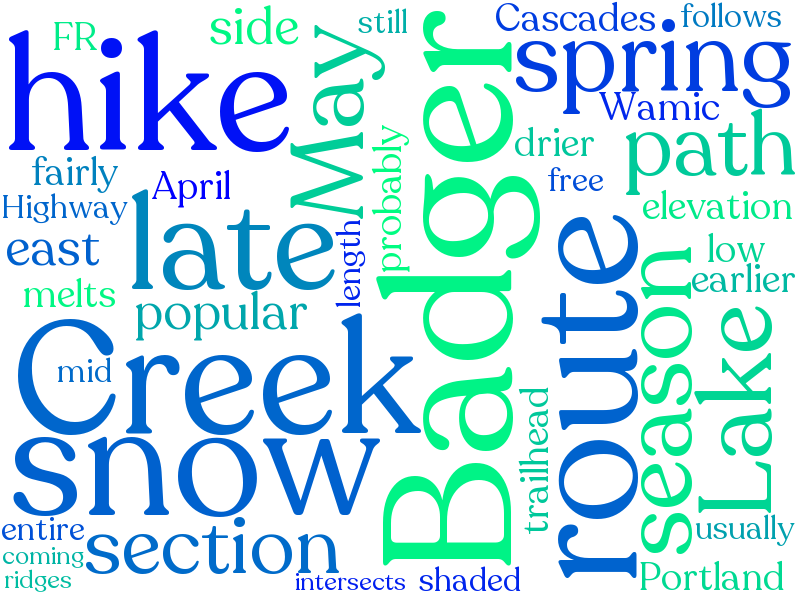 FR
side
still
Cascades
follows
hike
May
Badger
spring
Wamic
drier
path
fairly
April
probably
free
Highway
late
length
elevation
east
low
earlier
melts
popular
route
season
Lake
Creek
mid
snow
trailhead
entire
section
usually
coming
ridges
intersects
shaded
Portland